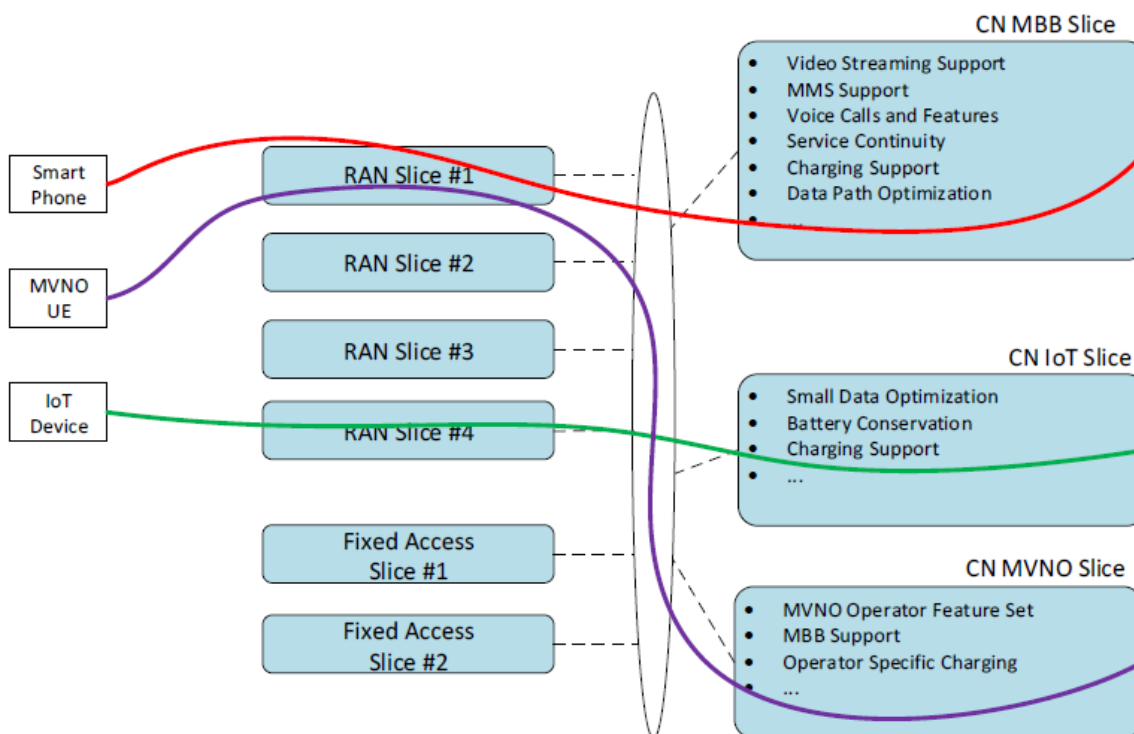 CN MBB Slice
• Video Streaming Support
• MMS Support
• Voice Calls and Features
• Service Continuity
• Charging Support
• Data Path Optimization
• ...
Smart
Phone
MVNO
UE
IoT
Device
RAN Slice #1
RAN Slice #2
RAN Slice #3
RAN Slice #4
Fixed Access
Slice #1
Fixed Access
Slice #2
CN IoT Slice
• Small Data Optimization
• Battery Conservation
• Charging Support
• ...
CN MVNO Slice
• MVNO Operator Feature Set
• MBB Support
• Operator Specific Charging
• ...